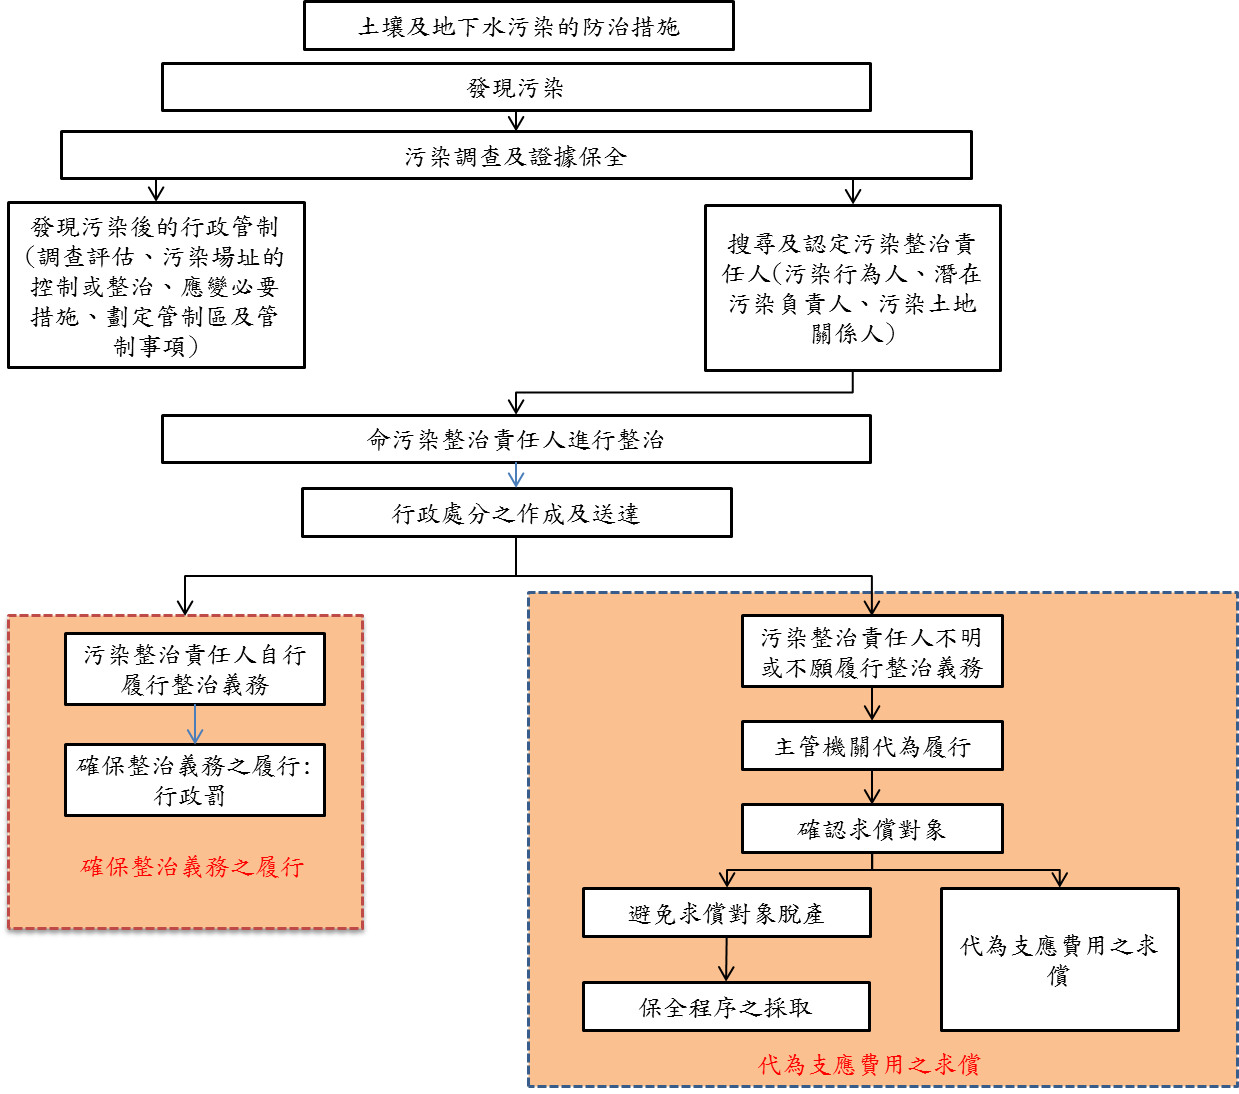 土壤及地下水污染的防治措施
發現污染
污染調查及證據保全
發現污染後的行政管制
(調查評估、污染場址的
控制或整治、應變必要
措施、劃定管制區及管
制事項)
搜尋及認定污染整治責
任人(污染行為人、潛在
污染負責人、污染土地
關係人)
命污染整治責任人進行整治
行政處分之作成及送達
污染整治責任人自行
履行整治義務
確保整治義務之履行:
行政罰
確保整治義務之履行
污染整治責任人不明
或不願履行整治義務
主管機關代為履行
確認求償對象
避免求償對象脫產
保全程序之採取
代為支應費用之求
償
代為支應費用之求償